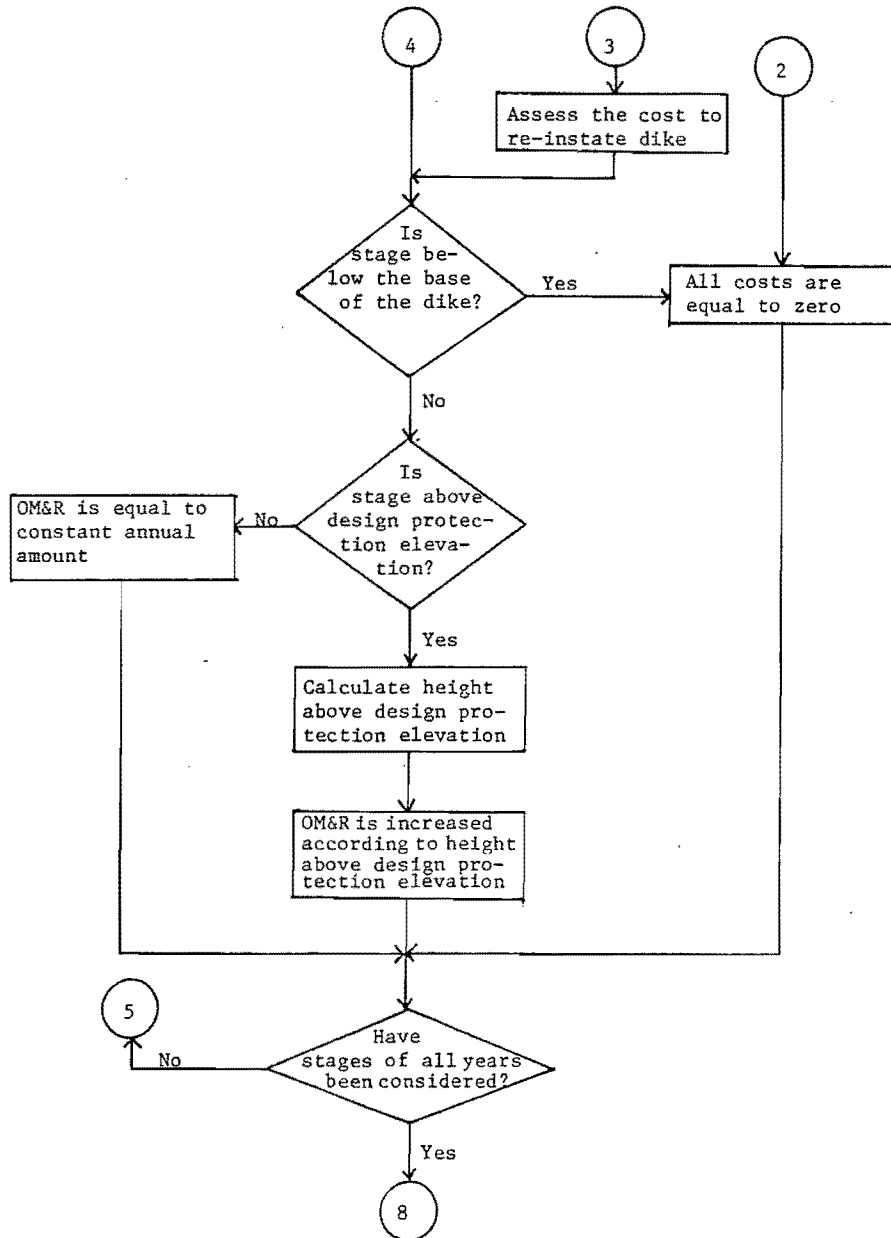 4
3
2
Assess the cost to
re-instate dike
Is
stage be-
low the base
of the dike?
Yes
All costs are
equal to zero
No
Is
stage above
design protec-
tion eleva-
tion?
No
OM&R is equal to
constant annual
amount
Yes
Calculate height
above design pro-
tection elevation
OM&R is increased
according to height
above design pro-
tection elevation
5
No
Have
stages of all years
been considered?
Yes
8